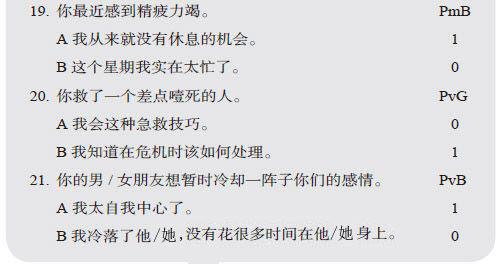 19. 你最近感到精疲力竭。 PmB
A 我从来就没有休息的机会。 1
B 这个星期我实在太忙了。 0
20. 你救了一个差点噎死的人。 PvG
A 我会这种急救技巧。 0
B 我知道在危机时该如何处理。 1
21. 你的男/女朋友想暂时冷却一阵子你们的感情。 PvB
A 我太自我中心了。 1
B 我冷落了他/她,没有花很多时间在他/她身上。 0